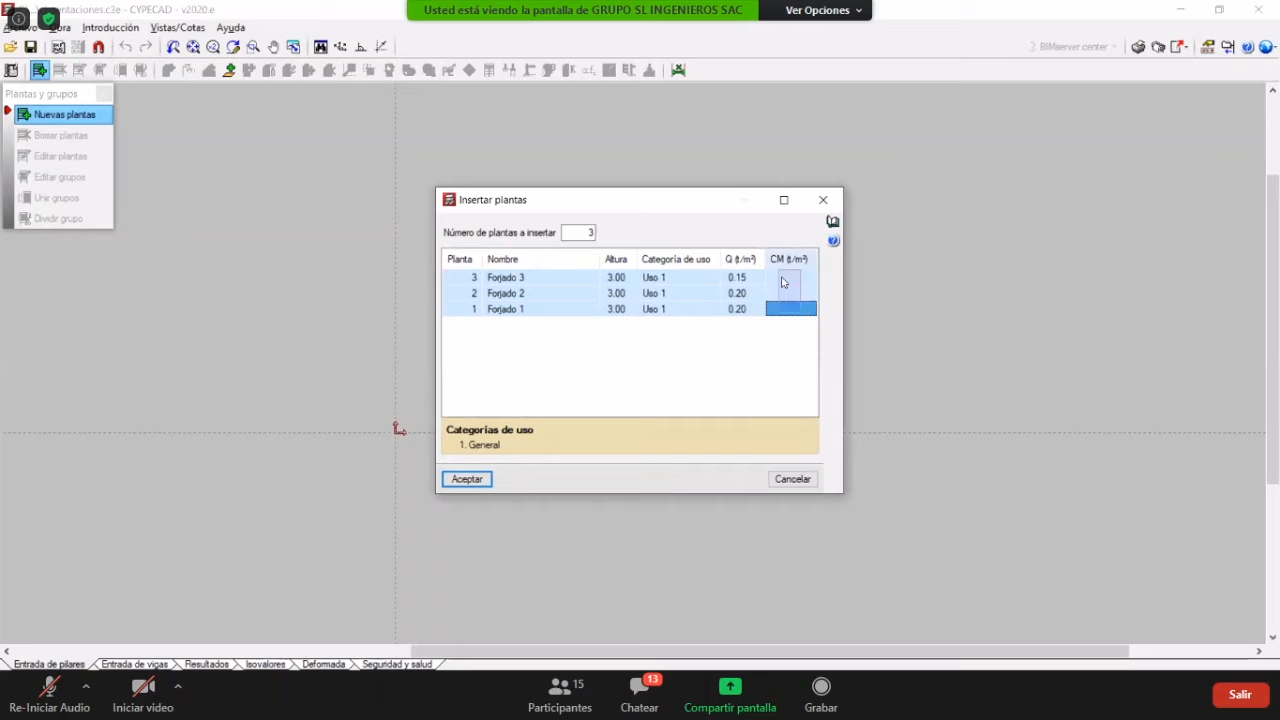 entaciones.c3e - CYPECAD - v2020.e
Usted está viendo la pantalla de GRUPO SL INGENIEROS SAC
Ver Opciones
Archivo Obra Introducción Vistas/Cotas Ayuda
BIMserver.center
Plantas y grupos
Nuevas plantas
Borrar plantas
Editar plantas
Editar grupos
Unir grupos
Dividir grupo
Insertar plantas
Número de plantas a insertar 3
Planta Nombre Altura Categoría de uso Q (t/m²) CM (t/m²)
3 Forjado 3 3.00 Uso 1 0.15
2 Forjado 2 3.00 Uso 1 0.20
1 Forjado 1 3.00 Uso 1 0.20
Categorías de uso
1. General
Aceptar Cancelar
Entrada de pilares Entrada de vigas Resultados Isovalores Deformada Seguridad y salud
15 13
Re-Iniciar Audio Iniciar video Participantes Chatear Compartir pantalla Grabar Salir